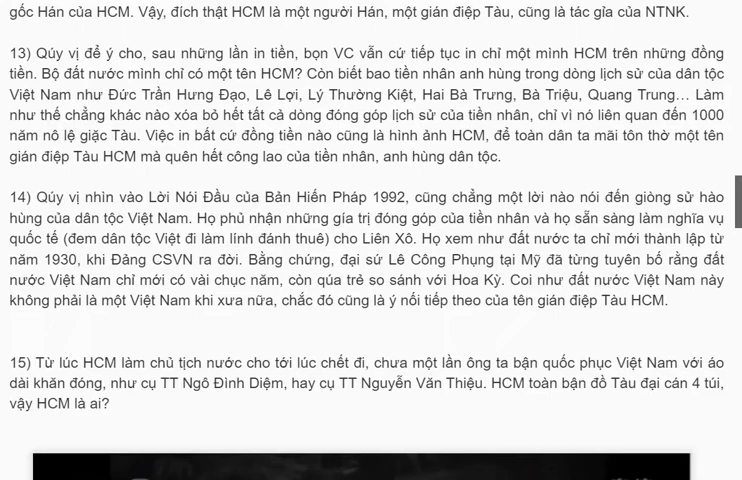 gốc Hán của HCM. Vậy, đích thật HCM là một người Hán, một gián điệp Tàu, cũng là tác gỉa của NTNK.
13) Qúy vị để ý cho, sau những lần in tiền, bọn VC vẫn cứ tiếp tục in chỉ một mình HCM trên những đồng
tiền. Bộ đất nước mình chỉ có một tên HCM? Còn biết bao tiền nhân anh hùng trong dòng lịch sử của dân tộc
Việt Nam như Đức Trần Hưng Đạo, Lê Lợi, Lý Thường Kiệt, Hai Bà Trưng, Bà Triệu, Quang Trung… Làm
như thế chẳng khác nào xóa bỏ hết tất cả dòng đóng góp lịch sử của tiền nhân, chỉ vì nó liên quan đến 1000
năm nô lệ giặc Tàu. Việc in bất cứ đồng tiền nào cũng là hình ảnh HCM, để toàn dân ta mãi tôn thờ một tên
gián điệp Tàu HCM mà quên hết công lao của tiền nhân, anh hùng dân tộc.
14) Qúy vị nhìn vào Lời Nói Đầu của Bản Hiến Pháp 1992, cũng chẳng một lời nào nói đến giòng sử hào
hùng của dân tộc Việt Nam. Họ phủ nhận những gía trị đóng góp của tiền nhân và họ sẵn sàng làm nghĩa vụ
quốc tế (đem dân tộc Việt đi làm lính đánh thuê) cho Liên Xô. Họ xem như đất nước ta chỉ mới thành lập từ
năm 1930, khi Đảng CSVN ra đời. Bằng chứng, đại sứ Lê Công Phụng tại Mỹ đã từng tuyên bố rằng đất
nước Việt Nam chỉ mới có vài chục năm, còn qúa trẻ so sánh với Hoa Kỳ. Coi như đất nước Việt Nam này
không phải là một Việt Nam khi xưa nữa, chắc đó cũng là ý nối tiếp theo của tên gián điệp Tàu HCM.
15) Từ lúc HCM làm chủ tịch nước cho tới lúc chết đi, chưa một lần ông ta bận quốc phục Việt Nam với áo
dài khăn đóng, như cụ TT Ngô Đình Diệm, hay cụ TT Nguyễn Văn Thiệu. HCM toàn bận đồ Tàu đại cán 4 túi,
vậy HCM là ai?